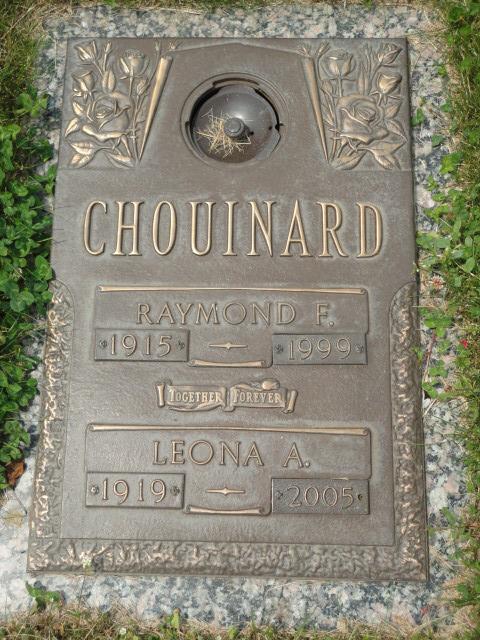 CHOUINARD
RAYMOND F.
1915 1999
TOGETHER FOREVER
LEONA A.
1919 2005